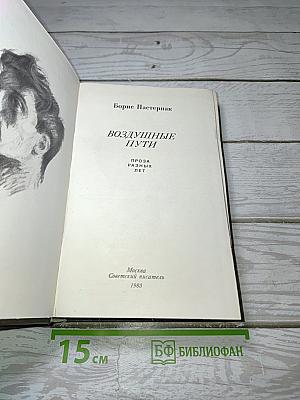 Борис Пастернак
ВОЗДУШНЫЕ
ПУТИ
ПРОЗА
РАЗНЫХ
ЛЕТ
Москва
Советский писатель
1983
15 см
БФ БИБЛИОФАН